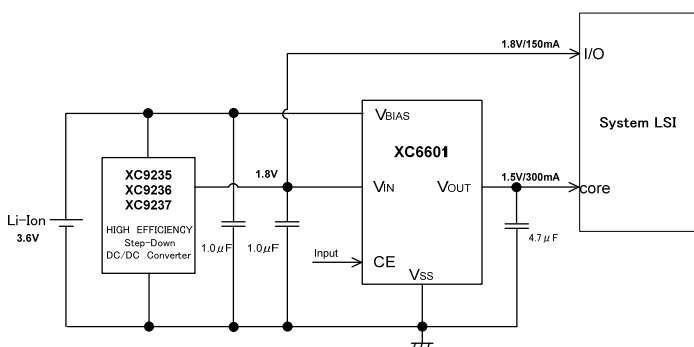 1.8V/150mA
I/O
System LSI
VBIAS
XC6601
XC9235
XC9236
XC9237
1.8V
VIN
VOUT
1.5V/300mA
core
Li-Ion
3.6V
HIGH EFFICIENCY
Step-Down
DC/DC Converter
1.0μF
1.0μF
Input
CE
VSS
4.7μF